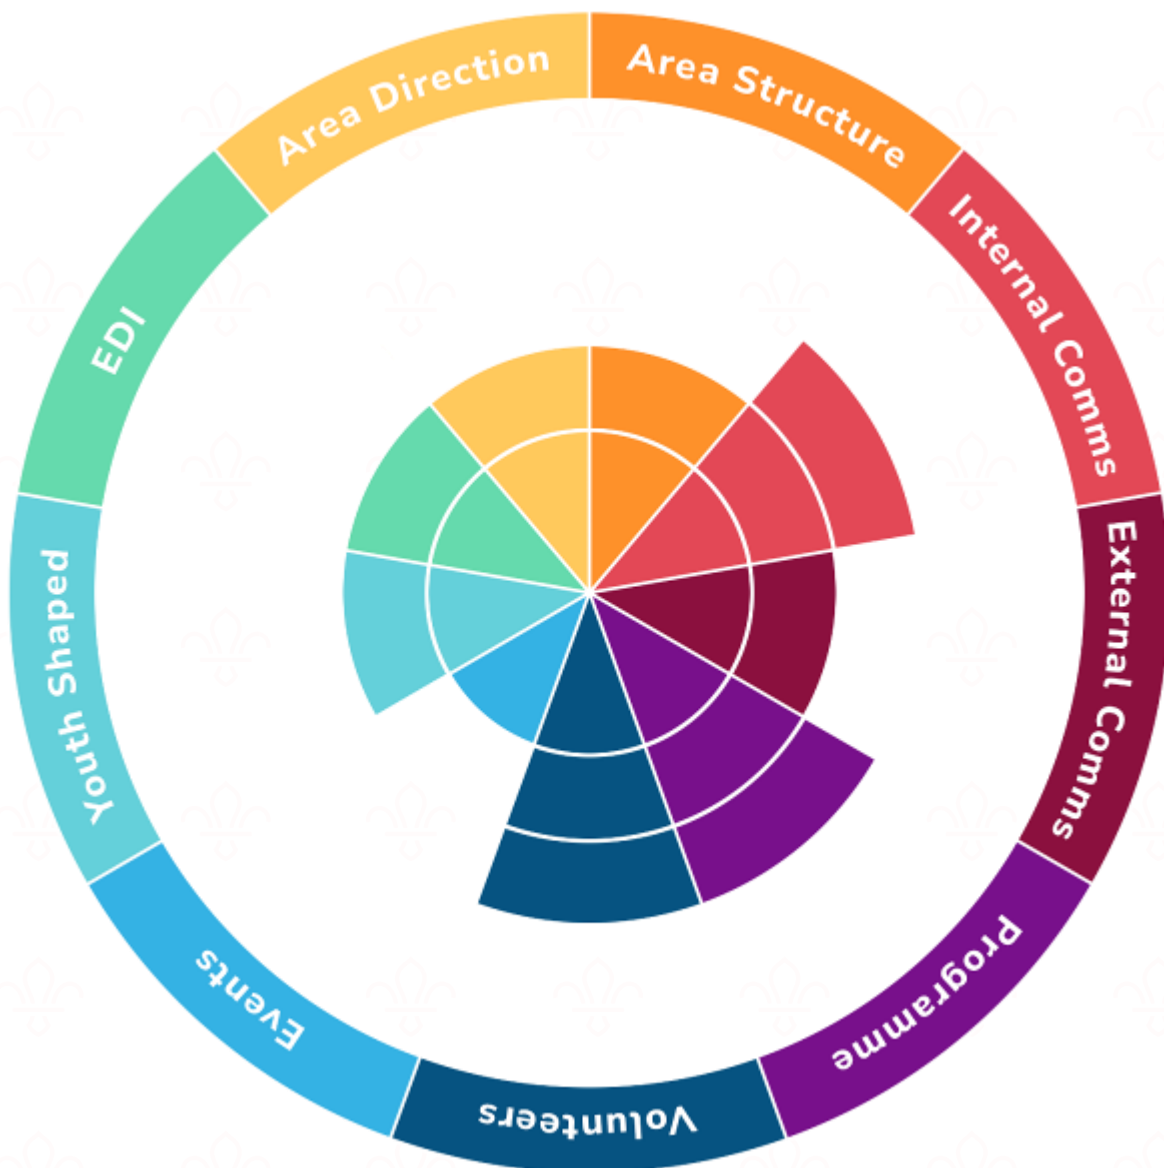 Area Direction
Area Structure
Internal Comms
External Comms
Programme
Volunteers
Events
Youth Shaped
EDI